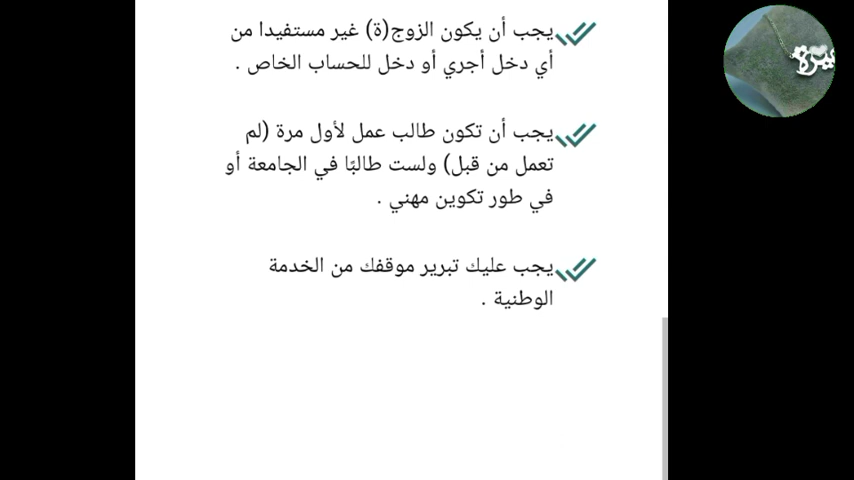 يجب أن يكون الزوج(ة) غير مستفيدا من
أي دخل أجري أو دخل للحساب الخاص .
يجب أن تكون طالب عمل لأول مرة (لم
تعمل من قبل) ولست طالبًا في الجامعة أو
في طور تكوين مهني .
يجب عليك تبرير موقفك من الخدمة
الوطنية .